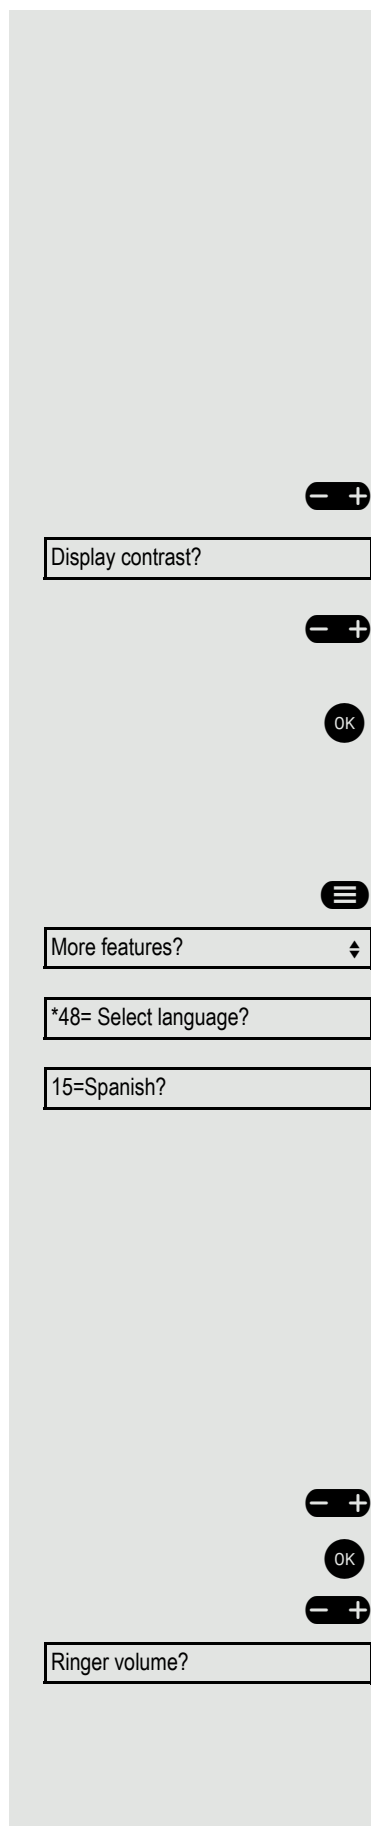 Display contrast?
OK
More features?
*48= Select language?
15=Spanish?
OK
Ringer volume?